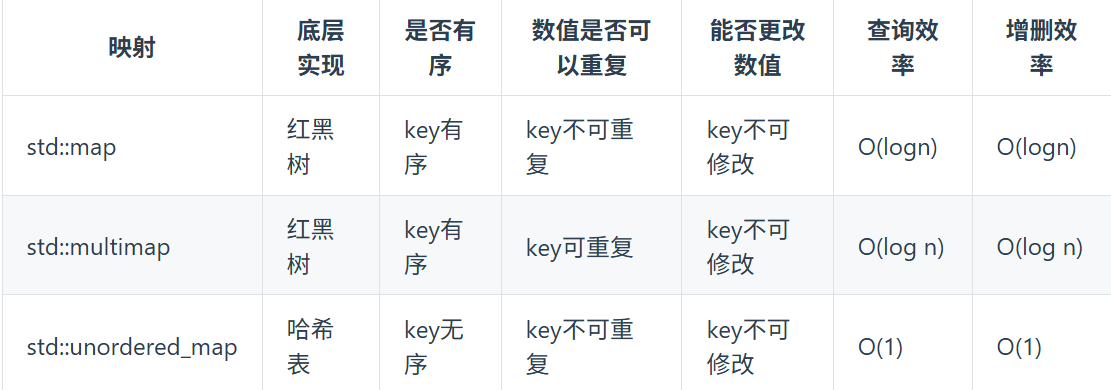 映射 底层实现 是否有序 数值是否可以重复 能否更改数值 查询效率 增删效率
std::map 红黑树 key有序 key不可重复 key不可修改 O(logn) O(logn)
std::multimap 红黑树 key有序 key可重复 key不可修改 O(log n) O(log n)
std::unordered_map 哈希表 key无序 key不可重复 key不可修改 O(1) O(1)